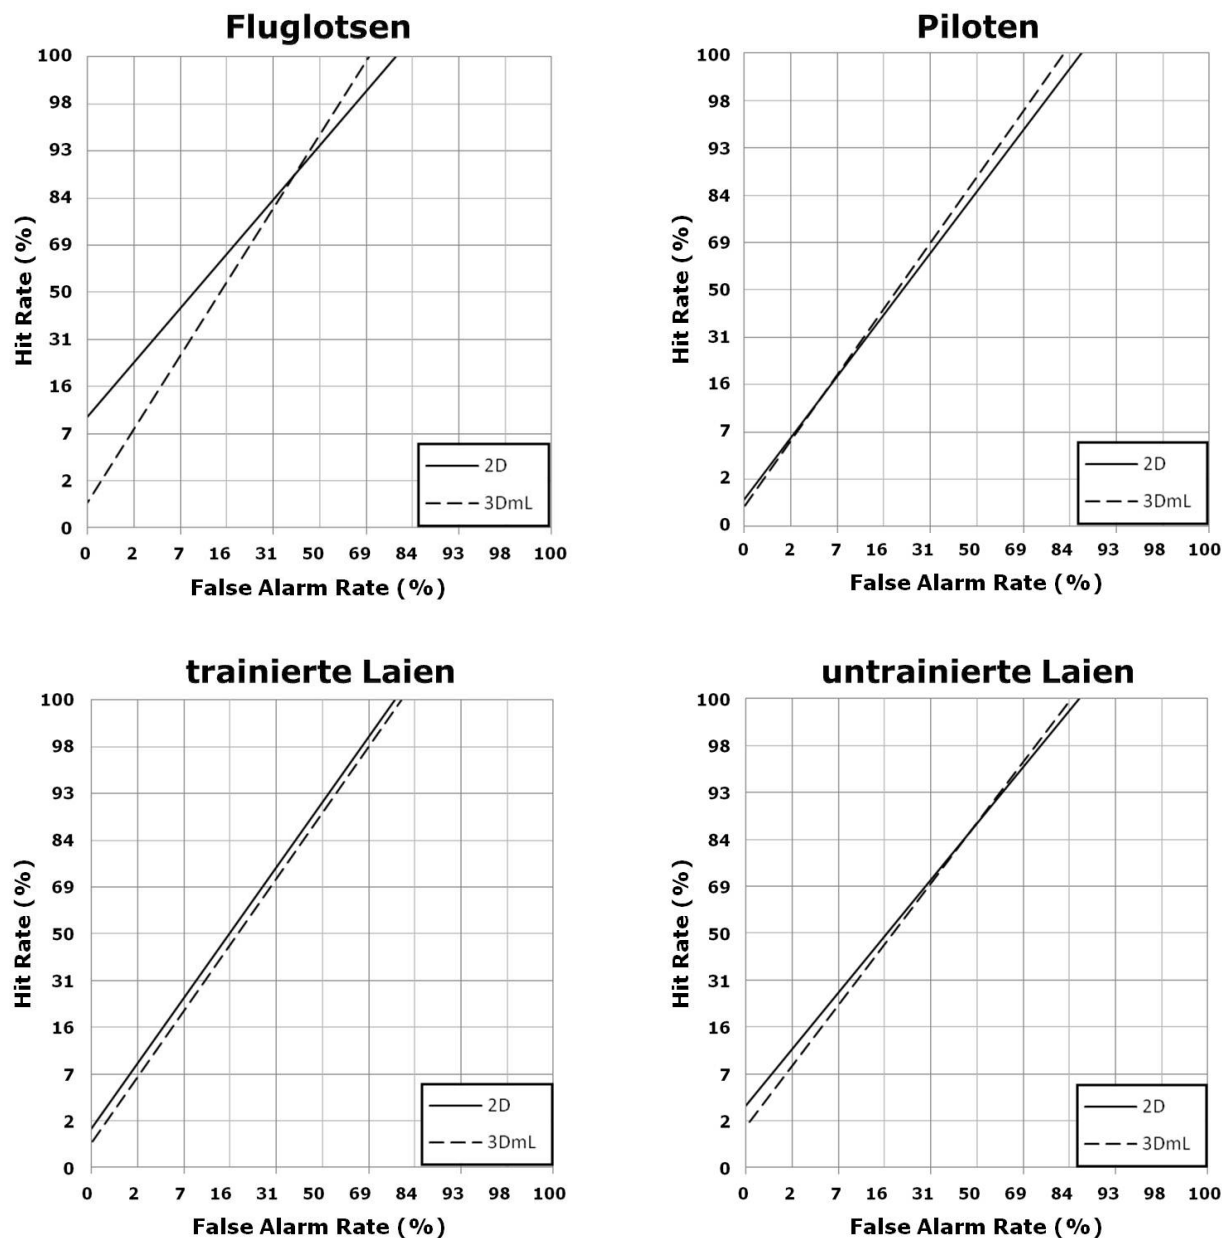 Fluglotsen
100
98
93
84
69
50
31
16
7
2
0
Hit Rate (%)
2D
3DmL
0 2 7 16 31 50 69 84 93 98 100
False Alarm Rate (%)
Piloten
100
98
93
84
69
50
31
16
7
2
0
Hit Rate (%)
2D
3DmL
0 2 7 16 31 50 69 84 93 98 100
False Alarm Rate (%)
trainierte Laien
100
98
93
84
69
50
31
16
7
2
0
Hit Rate (%)
2D
3DmL
0 2 7 16 31 50 69 84 93 98 100
False Alarm Rate (%)
untrainierte Laien
100
98
93
84
69
50
31
16
7
2
0
Hit Rate (%)
2D
3DmL
0 2 7 16 31 50 69 84 93 98 100
False Alarm Rate (%)